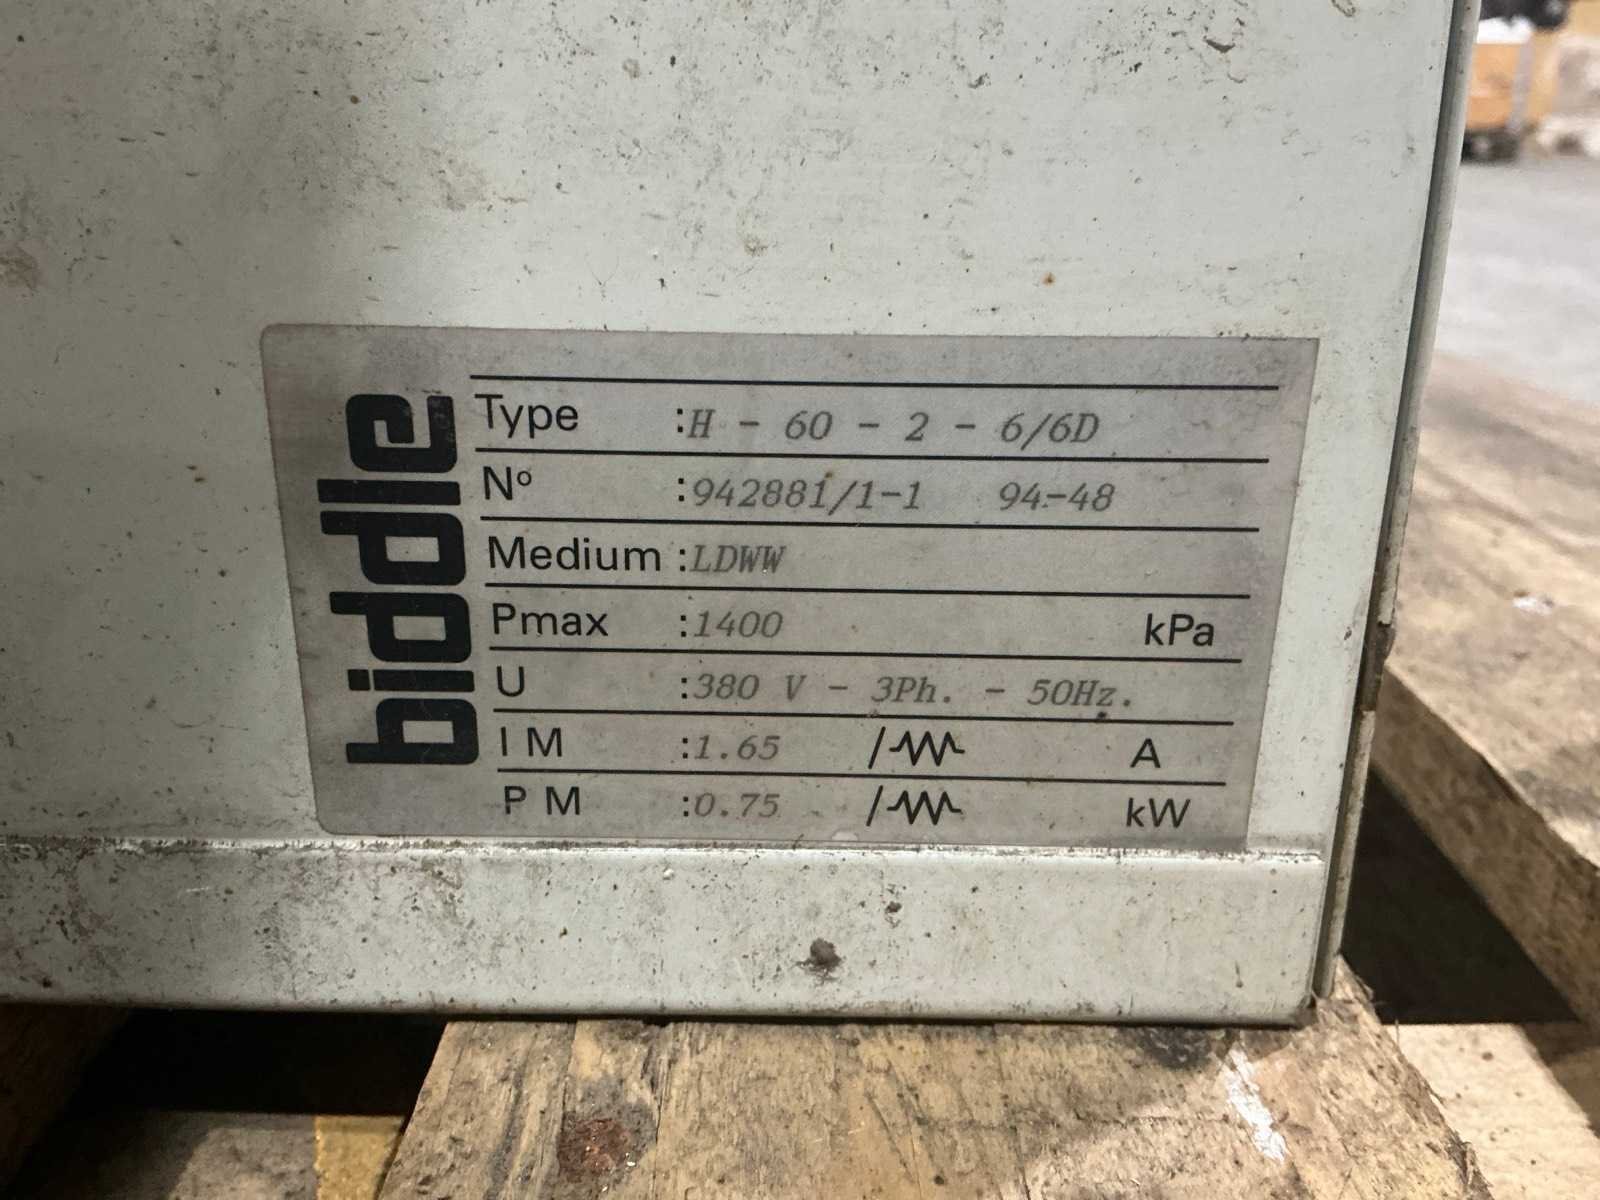 biddle
Type :H - 60 - 2 - 6/6D
Nº :942881/1-1 94-48
Medium :LDWW
Pmax :1400 kPa
U :380 V - 3Ph. - 50Hz.
I M :1.65 / A
P M :0.75 / kW